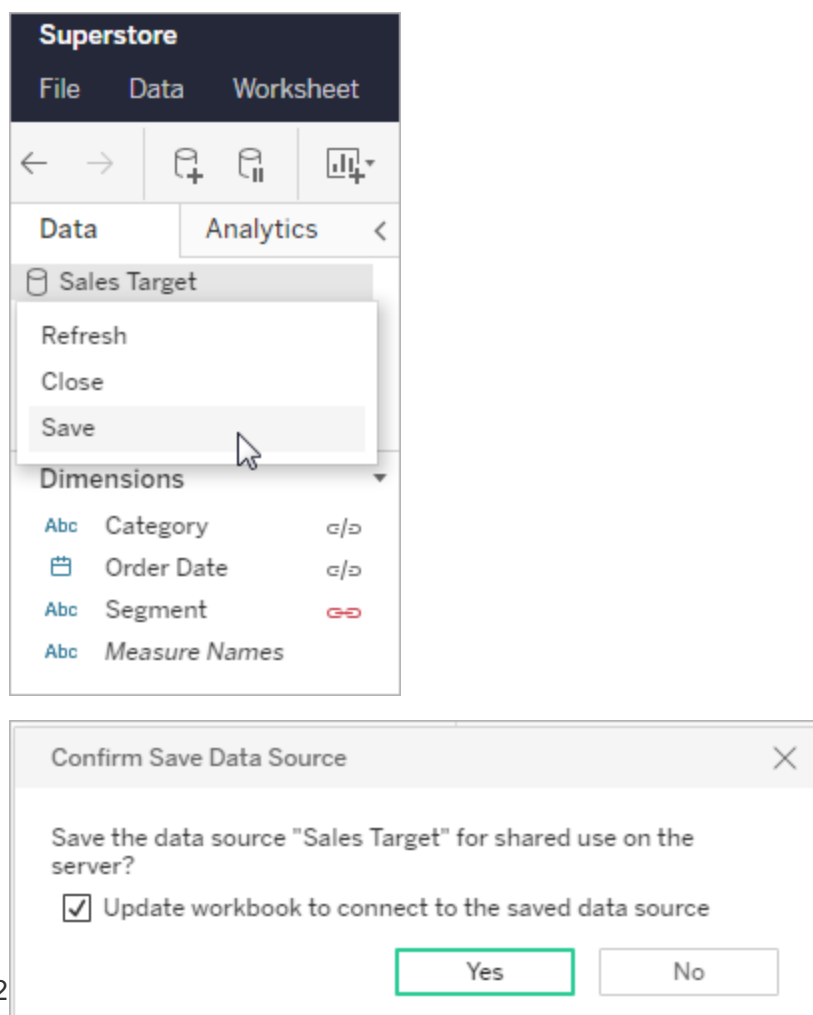 Superstore
File Data Worksheet
Data Analytics
Sales Target
Refresh
Close
Save
Dimensions
Abc Category
Order Date
Abc Segment
Abc Measure Names
Confirm Save Data Source
Save the data source "Sales Target" for shared use on the
server?
Update workbook to connect to the saved data source
Yes No
2